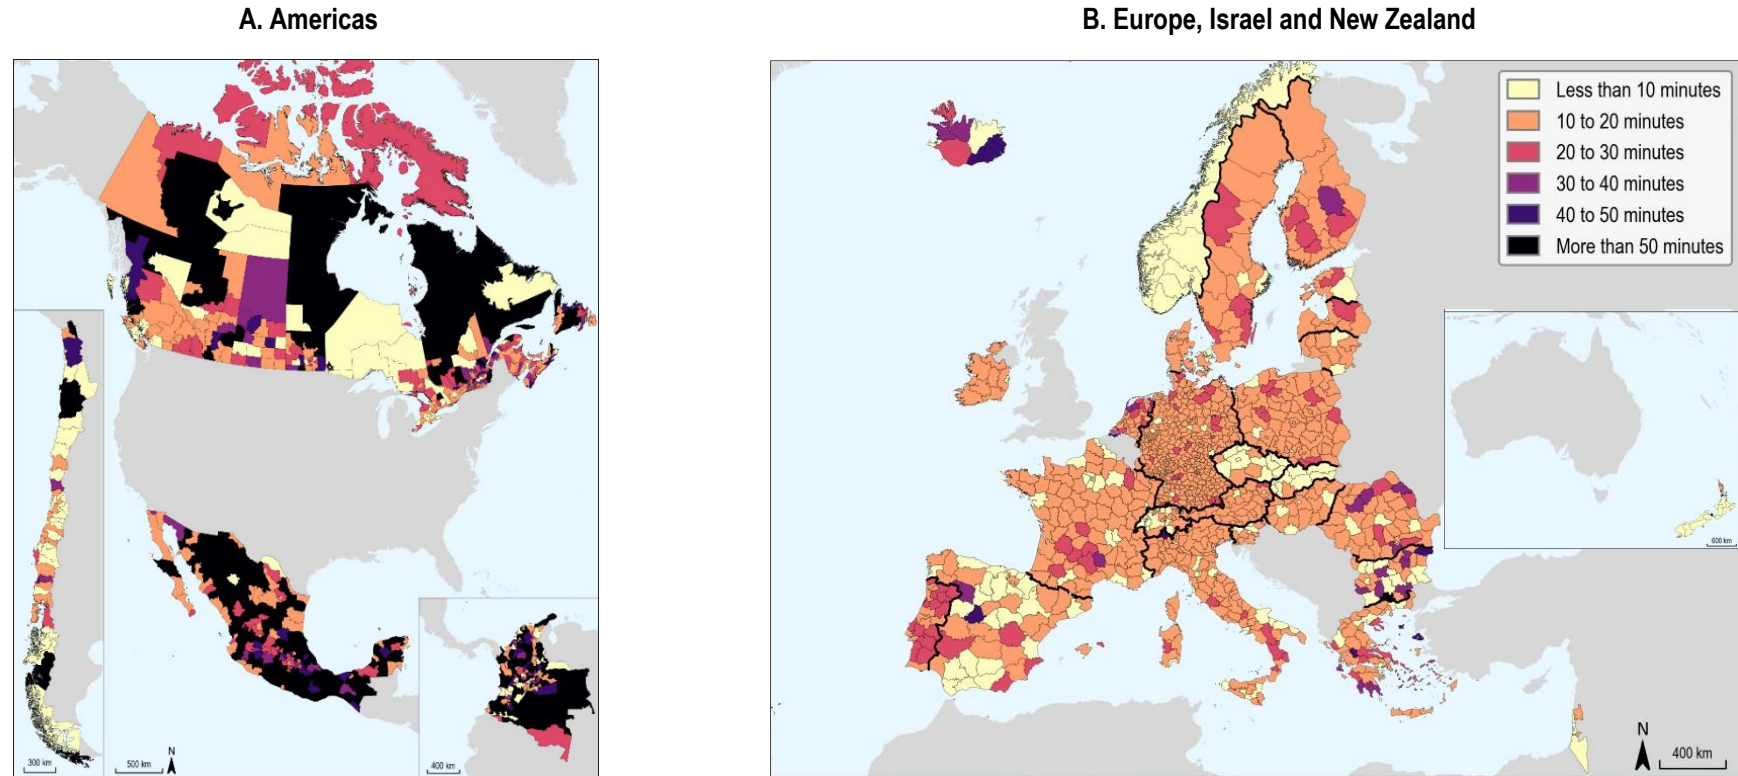 A. Americas
B. Europe, Israel and New Zealand
Less than 10 minutes
10 to 20 minutes
20 to 30 minutes
30 to 40 minutes
40 to 50 minutes
More than 50 minutes
600 km
300 km
N
500 km
400 km
N
400 km